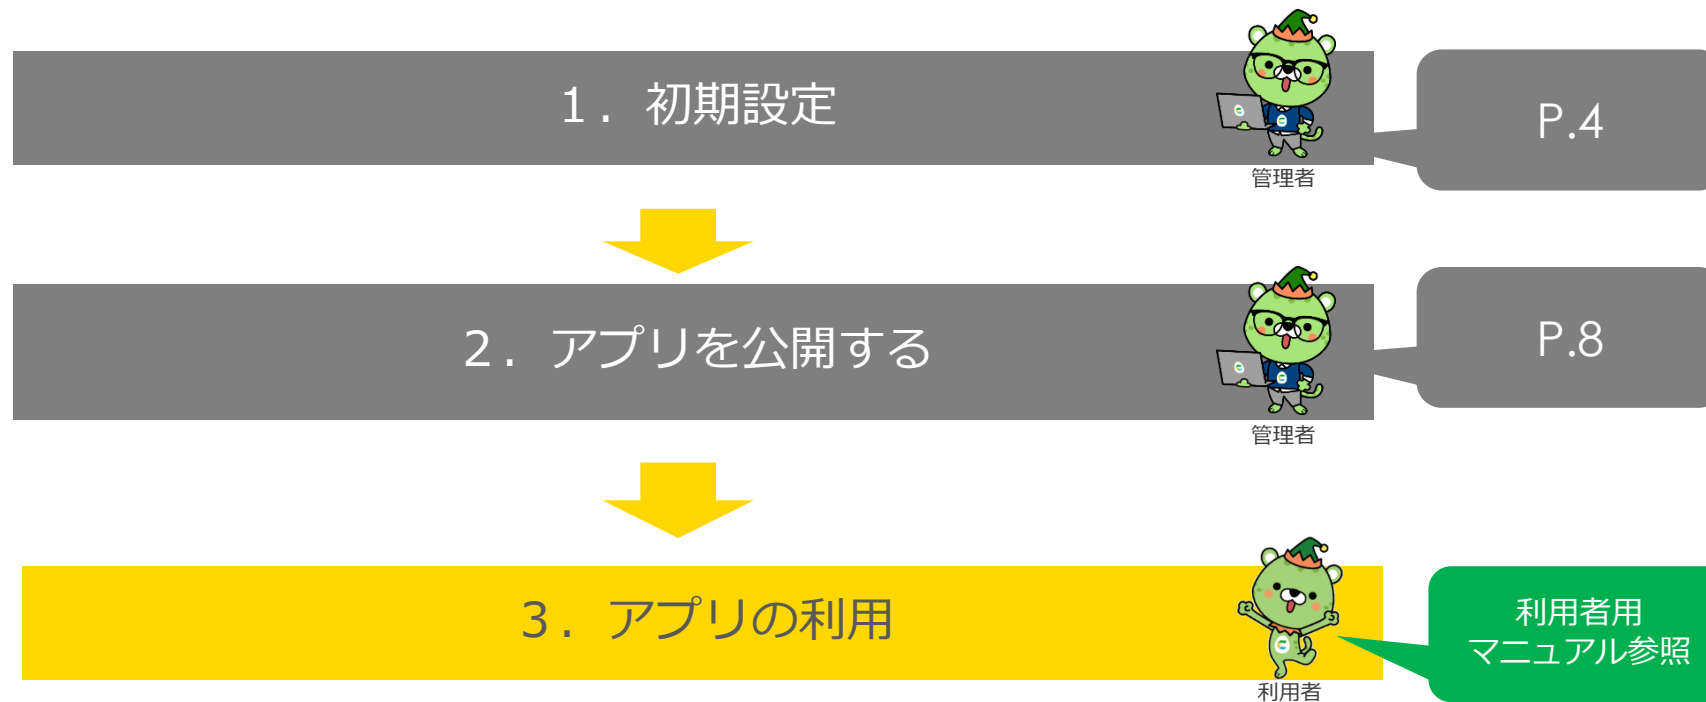 １．初期設定
管理者
P.4
２．アプリを公開する
管理者
P.8
３．アプリの利用
利用者
利用者用
マニュアル参照